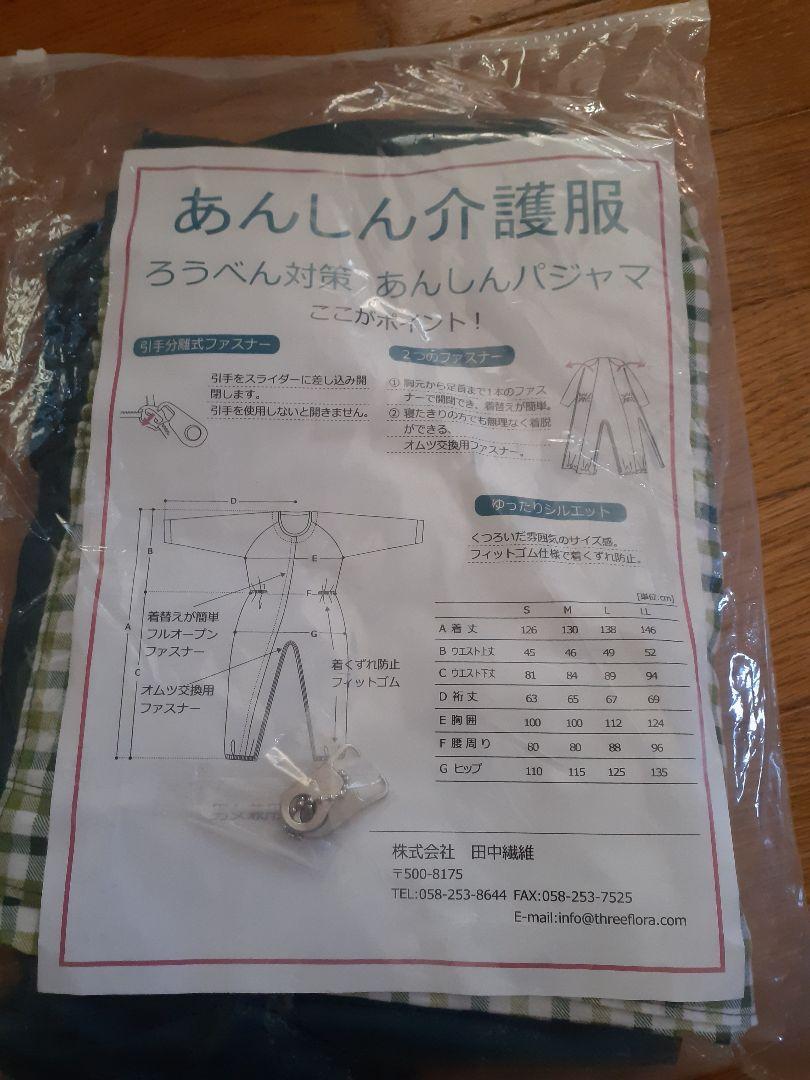 あんしん介護服
ろうべん対策 あんしんパジャマ
ここがポイント!
引手分離式ファスナー
引手をスライダーに差し込み開
閉します。
引手を使用しないと開きません。
2つのファスナー
① 胸元から足首まで1本のファス
ナーで開閉でき、着替えが簡単。
② 寝たきりの方でも無理なく着脱
ができる、
オムツ交換用ファスナー。
ゆったりシルエット
くつろいだ雰囲気のサイズ感。
フィットゴム仕様で着くずれ防止。
D
B
E
F
A
G
C
着替えが簡単
フルオープン
ファスナー
オムツ交換用
ファスナー
着くずれ防止
フィットゴム
[単位.cm]
S M L LL
A 着丈 126 130 138 146
B ウエスト上丈 45 46 49 52
C ウエスト下丈 81 84 89 94
D 裄丈 63 65 67 69
E 胸囲 100 100 112 124
F 腰周り 80 80 88 96
G ヒップ 110 115 125 135
男女兼用
株式会社 田中繊維
〒500-8175
TEL:058-253-8644 FAX:058-253-7525
E-mail:info@threeflora.com